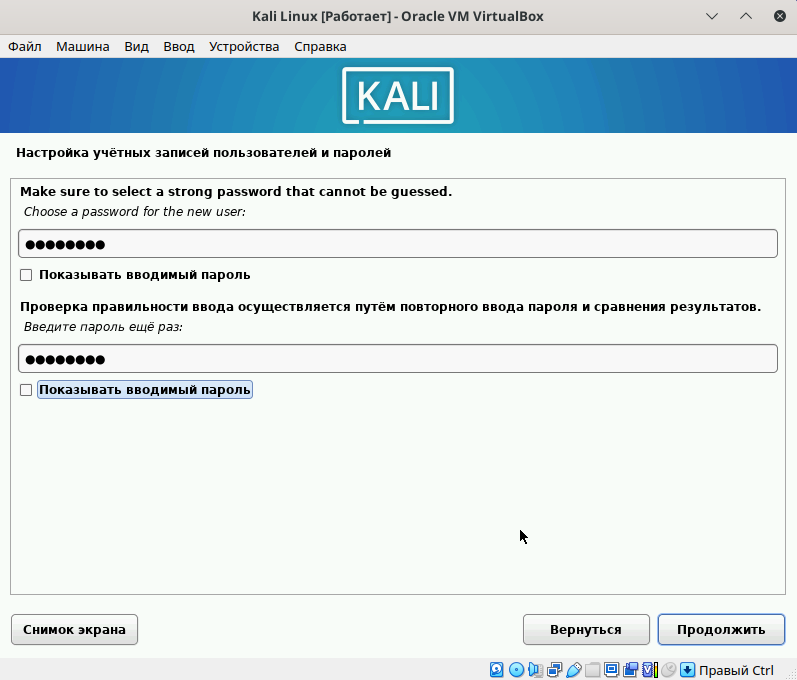 Kali Linux [Работает] - Oracle VM VirtualBox
Файл Машина Вид Ввод Устройства Справка
KALI
Настройка учётных записей пользователей и паролей
Make sure to select a strong password that cannot be guessed.
Choose a password for the new user:
●●●●●●●●
Показывать вводимый пароль
Проверка правильности ввода осуществляется путём повторного ввода пароля и сравнения результатов.
Введите пароль ещё раз:
●●●●●●●●
Показывать вводимый пароль
Снимок экрана Вернуться Продолжить
Правый Ctrl